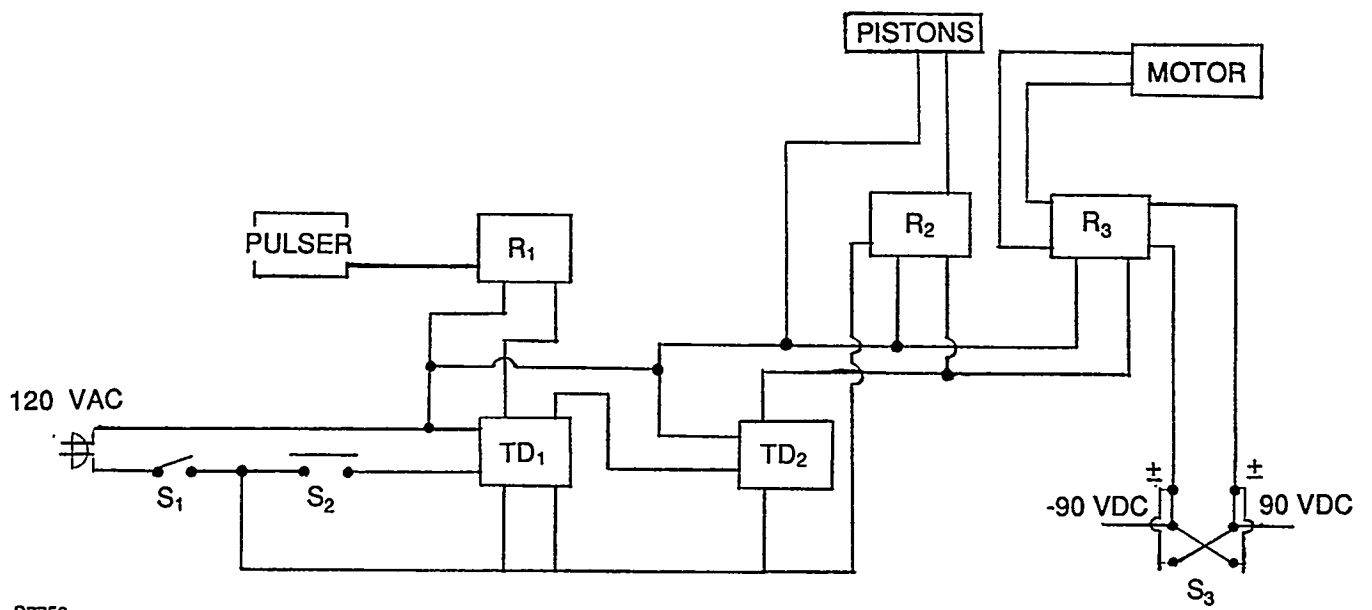 PISTONS
MOTOR
PULSER
R₁
R₂
R₃
120 VAC
TD₁
TD₂
S₁
S₂
±
±
-90 VDC
90 VDC
S₃